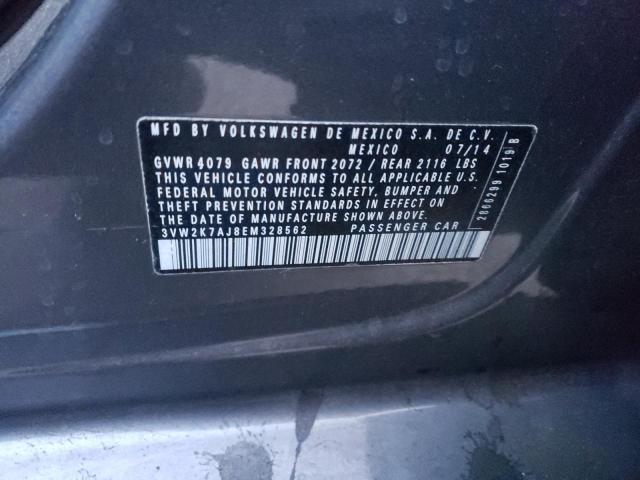 MFD BY VOLKSWAGEN DE MEXICO S.A. DE C.V.
MEXICO 07/14
GVWR 4079 GAWR FRONT 2072 / REAR 2116 LBS
THIS VEHICLE CONFORMS TO ALL APPLICABLE U.S.
FEDERAL MOTOR VEHICLE SAFETY, BUMPER AND
THEFT PREVENTION STANDARDS IN EFFECT ON
THE DATE OF MANUFACTURE SHOWN ABOVE.
3VW2K7AJ8EM328562 PASSENGER CAR
2866299 1019 B